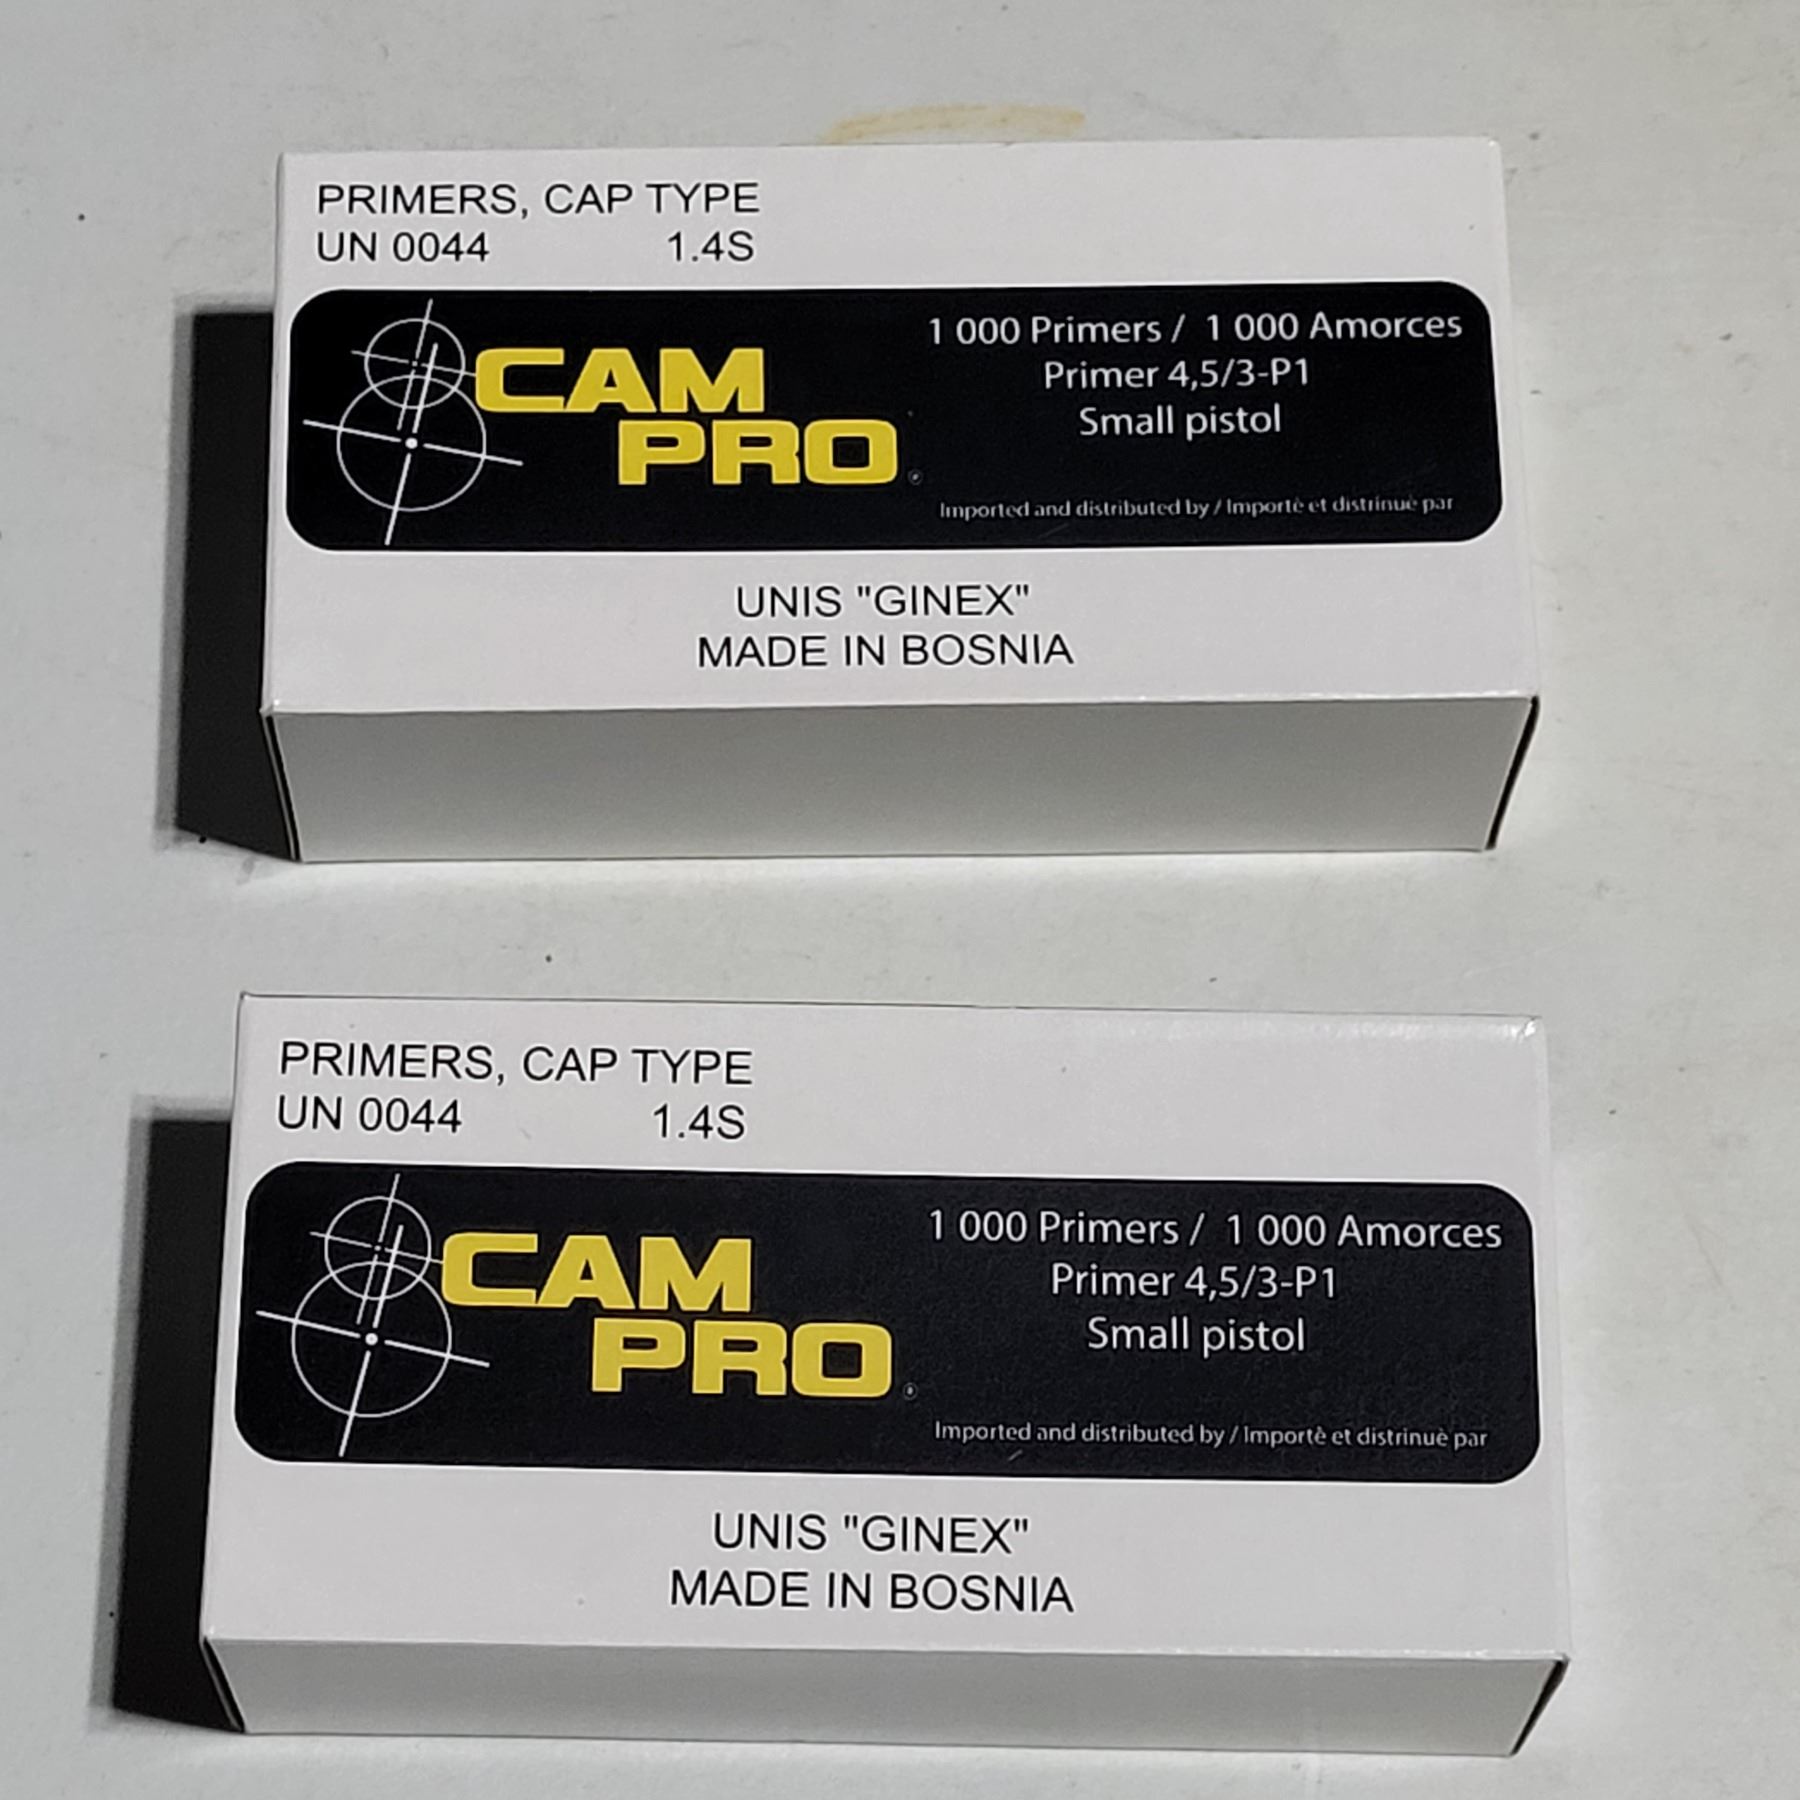 PRIMERS, CAP TYPE
UN 0044 1.4S
CAM
PRO
1 000 Primers / 1 000 Amorces
Primer 4,5/3-P1
Small pistol
Imported and distributed by / Importè et distrinuè par
UNIS "GINEX"
MADE IN BOSNIA
PRIMERS, CAP TYPE
UN 0044 1.4S
CAM
PRO
1 000 Primers / 1 000 Amorces
Primer 4,5/3-P1
Small pistol
Imported and distributed by / Importè et distrinuè par
UNIS "GINEX"
MADE IN BOSNIA